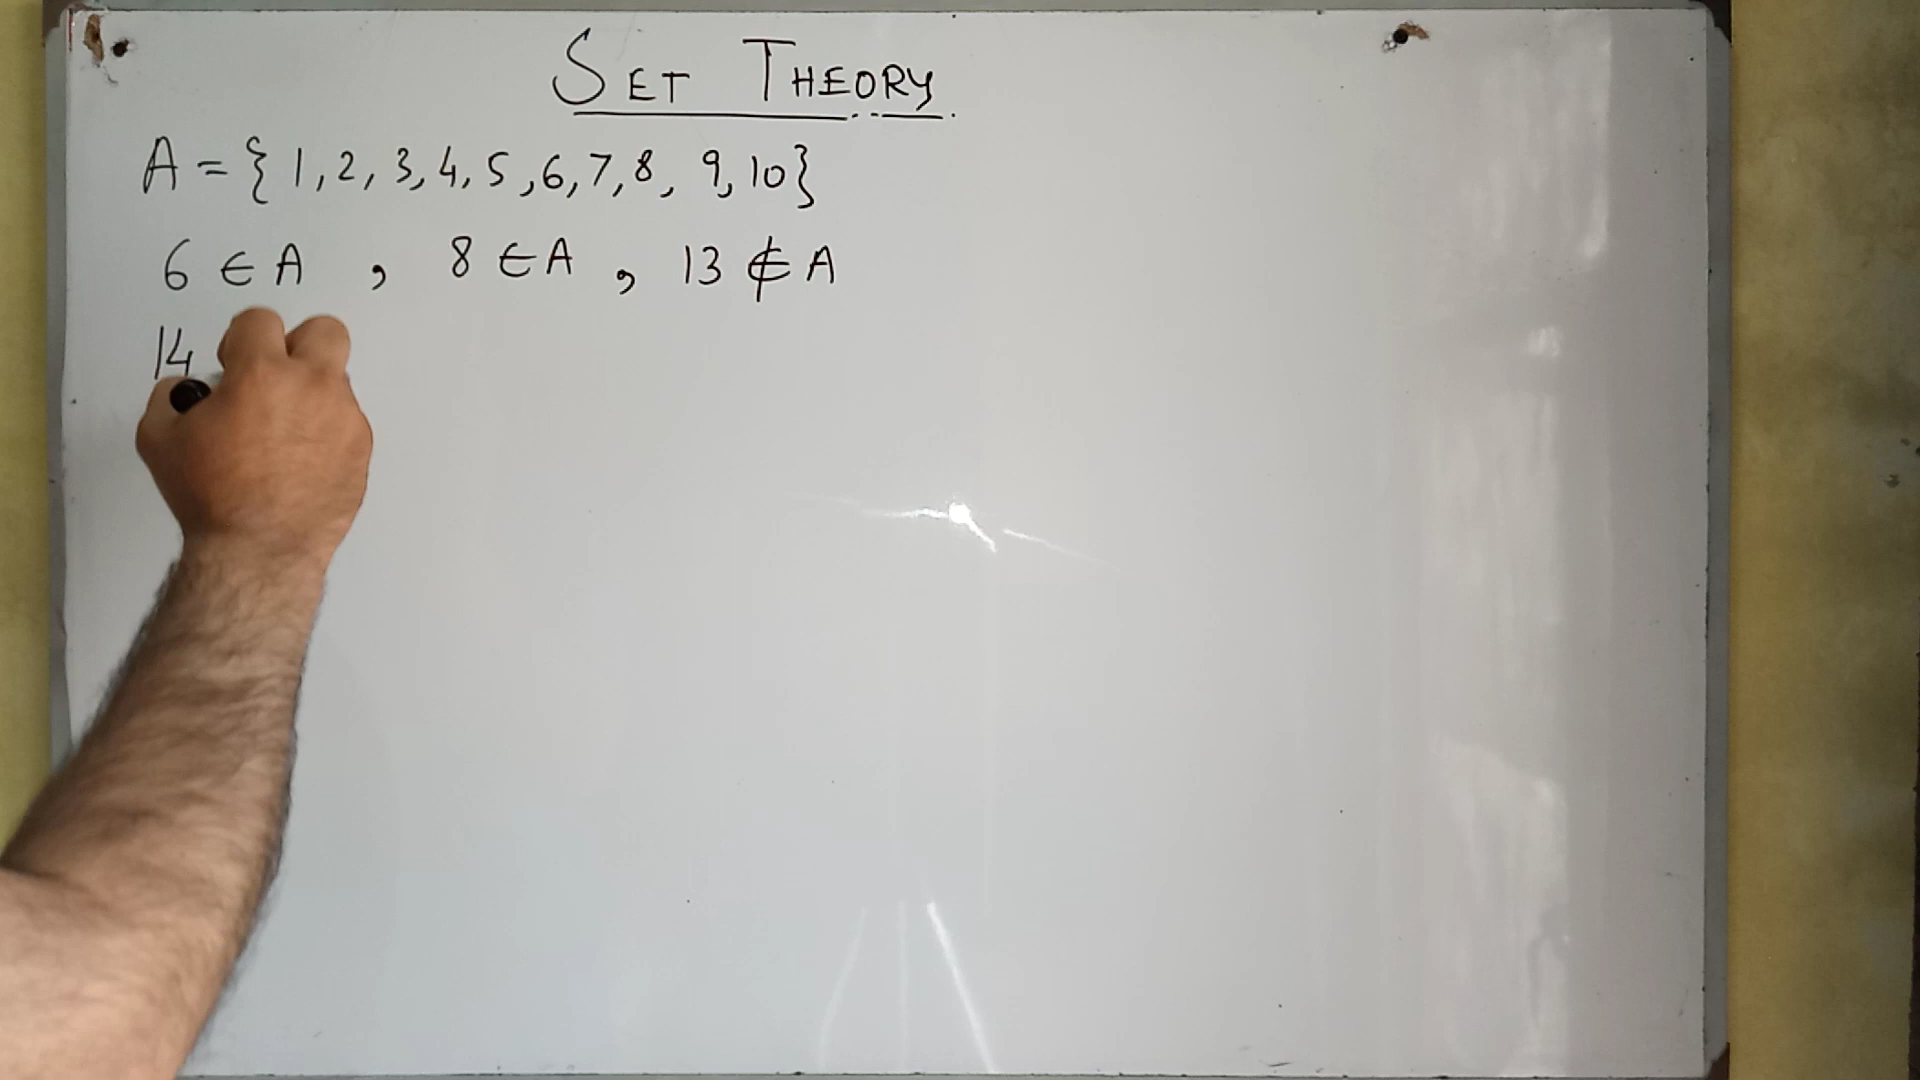 SET THEORY
A = { 1, 2, 3, 4, 5, 6, 7, 8, 9, 10}
6 ∈ A , 8 ∈ A , 13 ∉ A
14